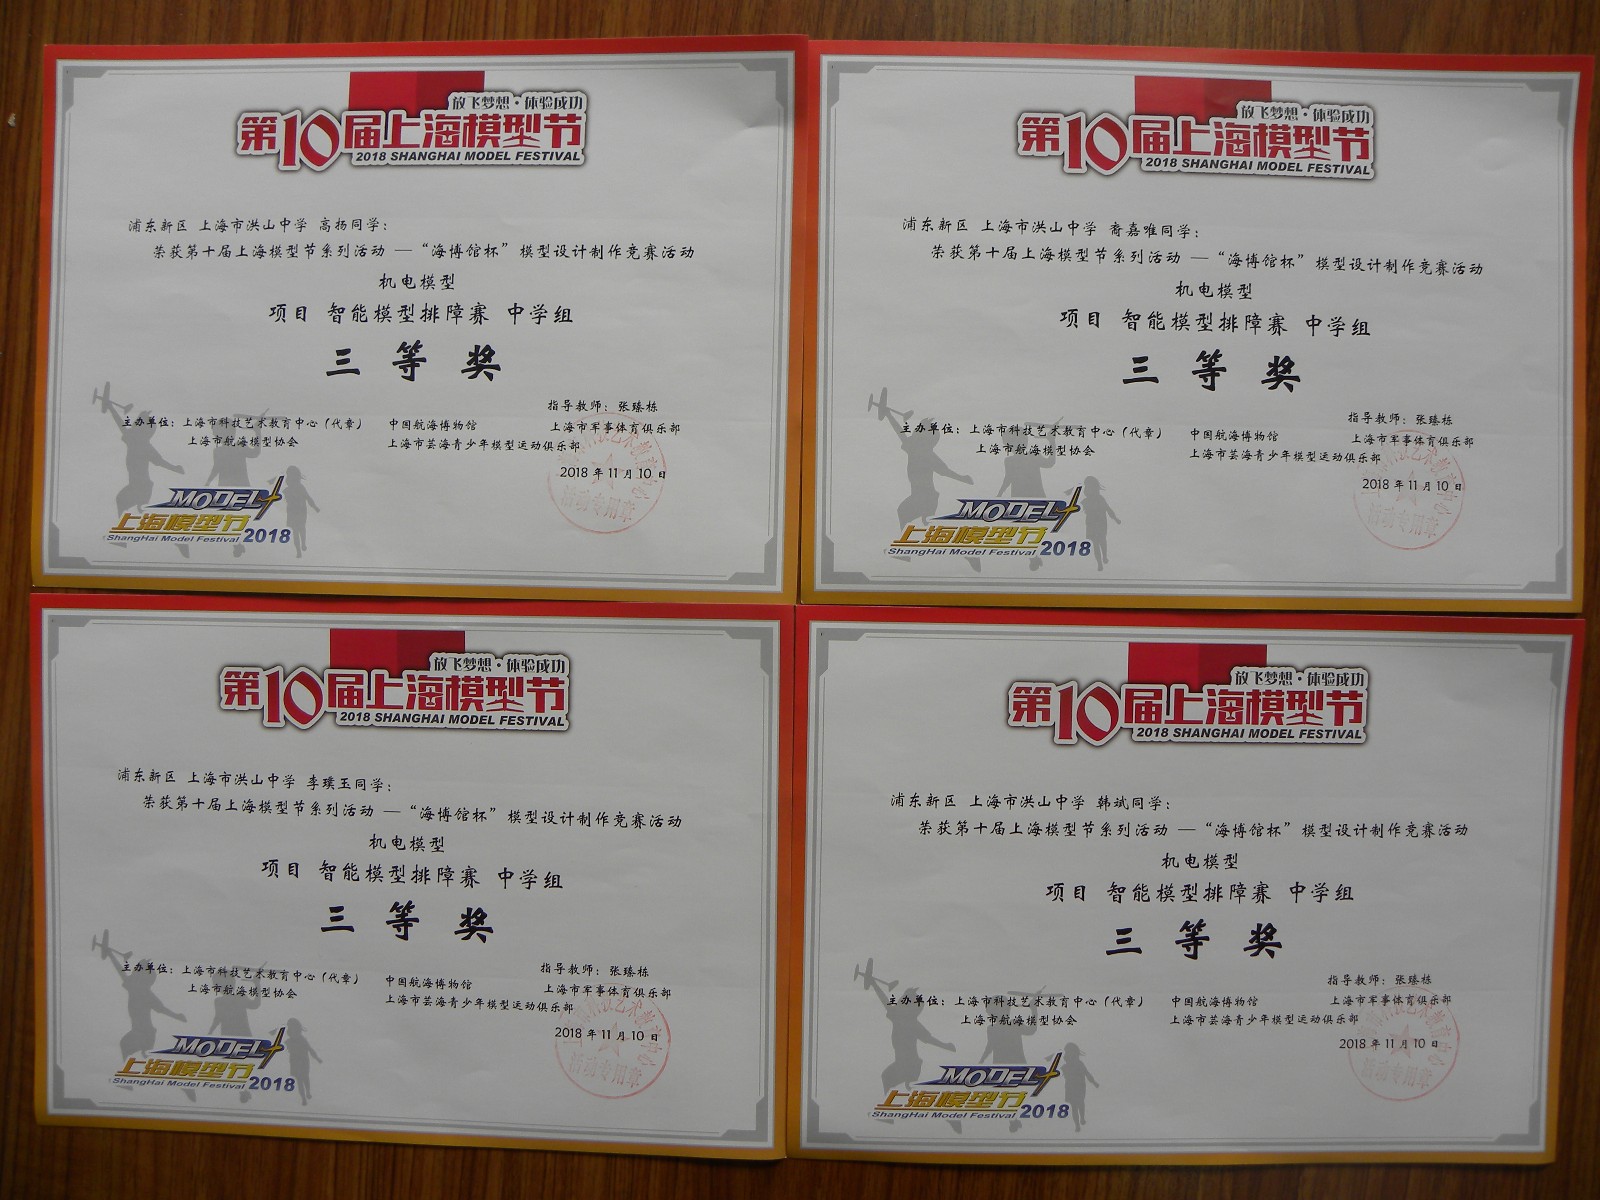 放飞梦想·体验成功
第10届上海模型节
2018 SHANGHAI MODEL FESTIVAL
浦东新区 上海市洪山中学 高扬同学：
荣获第十届上海模型节系列活动 —“海博馆杯”模型设计制作竞赛活动
机电模型
项目 智能模型排障赛 中学组
三等奖
指导教师：张臻栋
主办单位：上海市科技艺术教育中心（代章） 中国航海博物馆 上海市军事体育俱乐部
上海市航海模型协会 上海市芸海青少年模型运动俱乐部
2018 年 11 月 10 日
活动专用章
MODEL+
上海模型节
ShangHai Model Festival 2018
放飞梦想·体验成功
第10届上海模型节
2018 SHANGHAI MODEL FESTIVAL
浦东新区 上海市洪山中学 裔嘉唯同学：
荣获第十届上海模型节系列活动 —“海博馆杯”模型设计制作竞赛活动
机电模型
项目 智能模型排障赛 中学组
三等奖
指导教师：张臻栋
主办单位：上海市科技艺术教育中心（代章） 中国航海博物馆 上海市军事体育俱乐部
上海市航海模型协会 上海市芸海青少年模型运动俱乐部
2018 年 11 月 10 日
活动专用章
MODEL+
上海模型节
ShangHai Model Festival 2018
放飞梦想·体验成功
第10届上海模型节
2018 SHANGHAI MODEL FESTIVAL
浦东新区 上海市洪山中学 李璞玉同学：
荣获第十届上海模型节系列活动 —“海博馆杯”模型设计制作竞赛活动
机电模型
项目 智能模型排障赛 中学组
三等奖
指导教师：张臻栋
主办单位：上海市科技艺术教育中心（代章） 中国航海博物馆 上海市军事体育俱乐部
上海市航海模型协会 上海市芸海青少年模型运动俱乐部
2018 年 11 月 10 日
活动专用章
MODEL+
上海模型节
ShangHai Model Festival 2018
放飞梦想·体验成功
第10届上海模型节
2018 SHANGHAI MODEL FESTIVAL
浦东新区 上海市洪山中学 韩斌同学：
荣获第十届上海模型节系列活动 —“海博馆杯”模型设计制作竞赛活动
机电模型
项目 智能模型排障赛 中学组
三等奖
指导教师：张臻栋
主办单位：上海市科技艺术教育中心（代章） 中国航海博物馆 上海市军事体育俱乐部
上海市航海模型协会 上海市芸海青少年模型运动俱乐部
2018 年 11 月 10 日
活动专用章
MODEL+
上海模型节
ShangHai Model Festival 2018